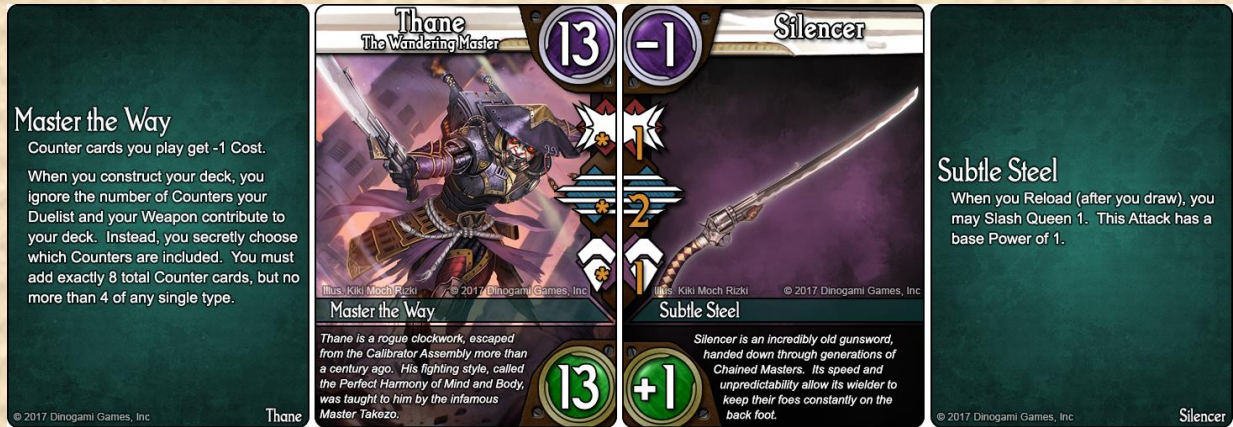 Master the Way
Counter cards you play get -1 Cost.
When you construct your deck, you
ignore the number of Counters your
Duelist and your Weapon contribute to
your deck. Instead, you secretly choose
which Counters are included. You must
add exactly 8 total Counter cards, but no
more than 4 of any single type.
© 2017 Dinogami Games, Inc
Thane
Thane
The Wandering Master
13
*
*
*
Illus. Kiki Moch Rizki
© 2017 Dinogami Games, Inc
Master the Way
Thane is a rogue clockwork, escaped
from the Calibrator Assembly more than
a century ago. His fighting style, called
the Perfect Harmony of Mind and Body,
was taught to him by the infamous
Master Takezo.
13
-1
Silencer
1
2
1
Illus. Kiki Moch Rizki
© 2017 Dinogami Games, Inc
Subtle Steel
Silencer is an incredibly old gunsword,
handed down through generations of
Chained Masters. Its speed and
unpredictability allow its wielder to
keep their foes constantly on the
back foot.
+1
Subtle Steel
When you Reload (after you draw), you
may Slash Queen 1. This Attack has a
base Power of 1.
© 2017 Dinogami Games, Inc
Silencer